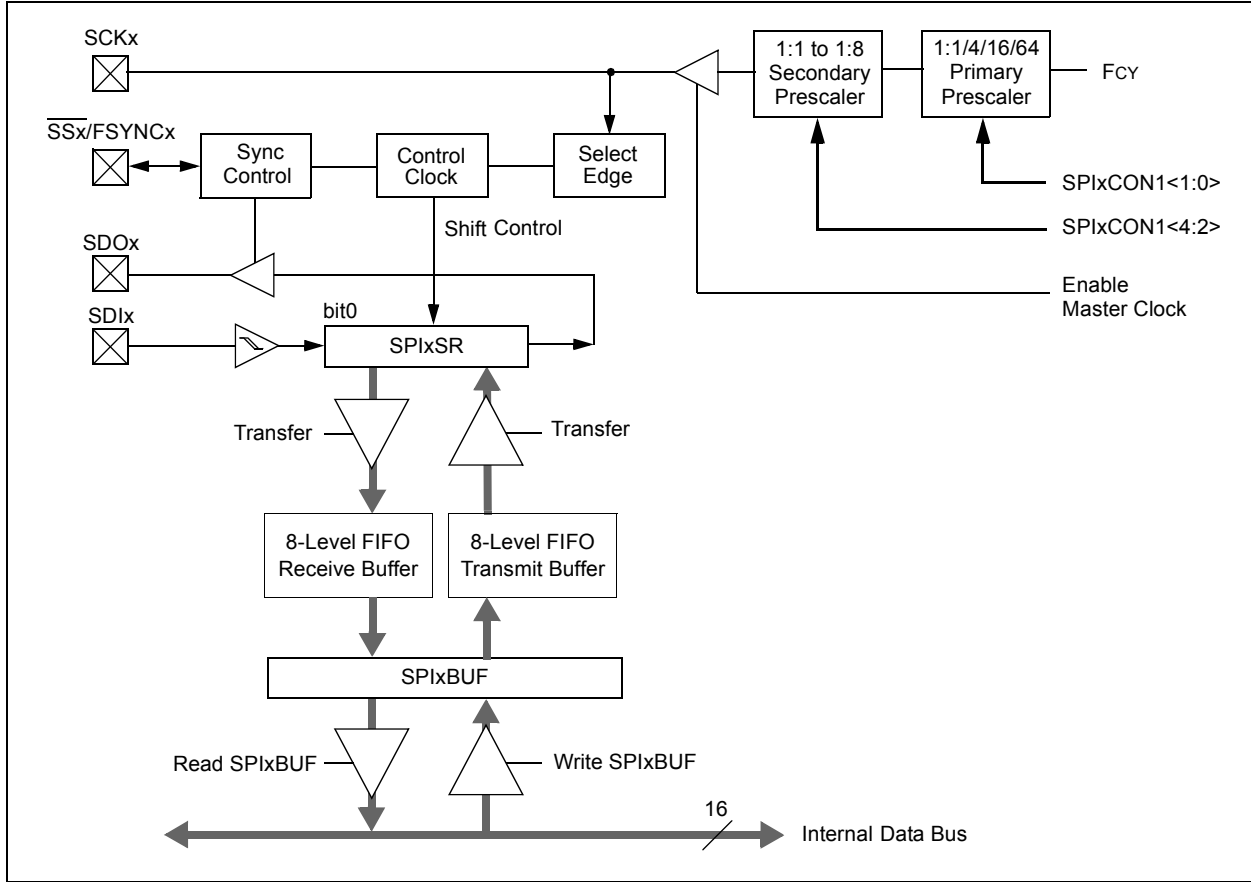 SCKx
1:1 to 1:8
Secondary
Prescaler
1:1/4/16/64
Primary
Prescaler
FCY
SSx/FSYNCx
Sync
Control
Control
Clock
Select
Edge
SPIxCON1<1:0>
Shift Control
SPIxCON1<4:2>
SDOx
Enable
Master Clock
SDIx
bit0
SPIxSR
Transfer
Transfer
8-Level FIFO
Receive Buffer
8-Level FIFO
Transmit Buffer
SPIxBUF
Read SPIxBUF
Write SPIxBUF
16
Internal Data Bus